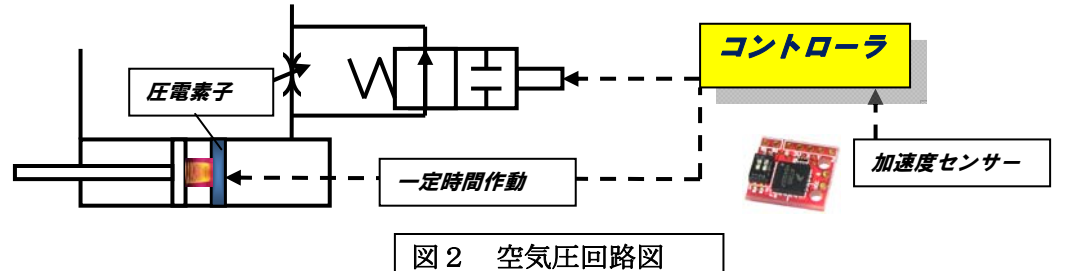 コントローラ
圧電素子
加速度センサー
一定時間作動
図２　空気圧回路図